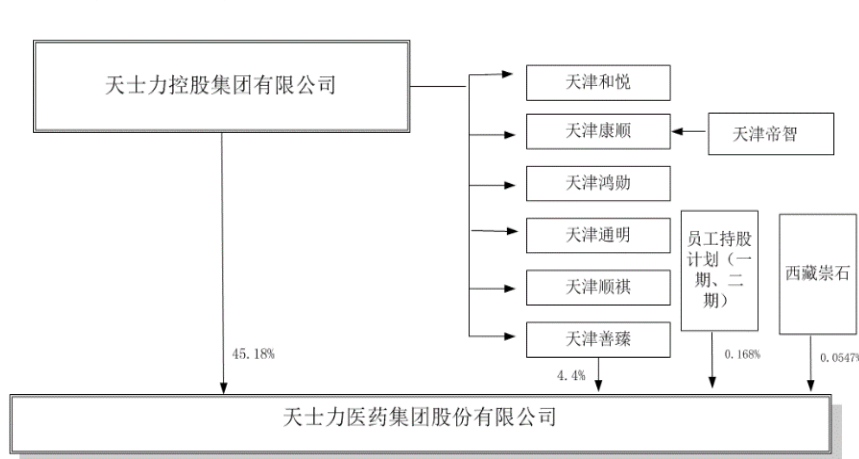 天士力控股集团有限公司
天津和悦
天津康顺
天津帝智
天津鸿勋
天津通明
天津顺祺
天津善臻
员工持股
计划（一
期、二
期）
西藏崇石
45.18%
4.4%
0.168%
0.0547%
天士力医药集团股份有限公司